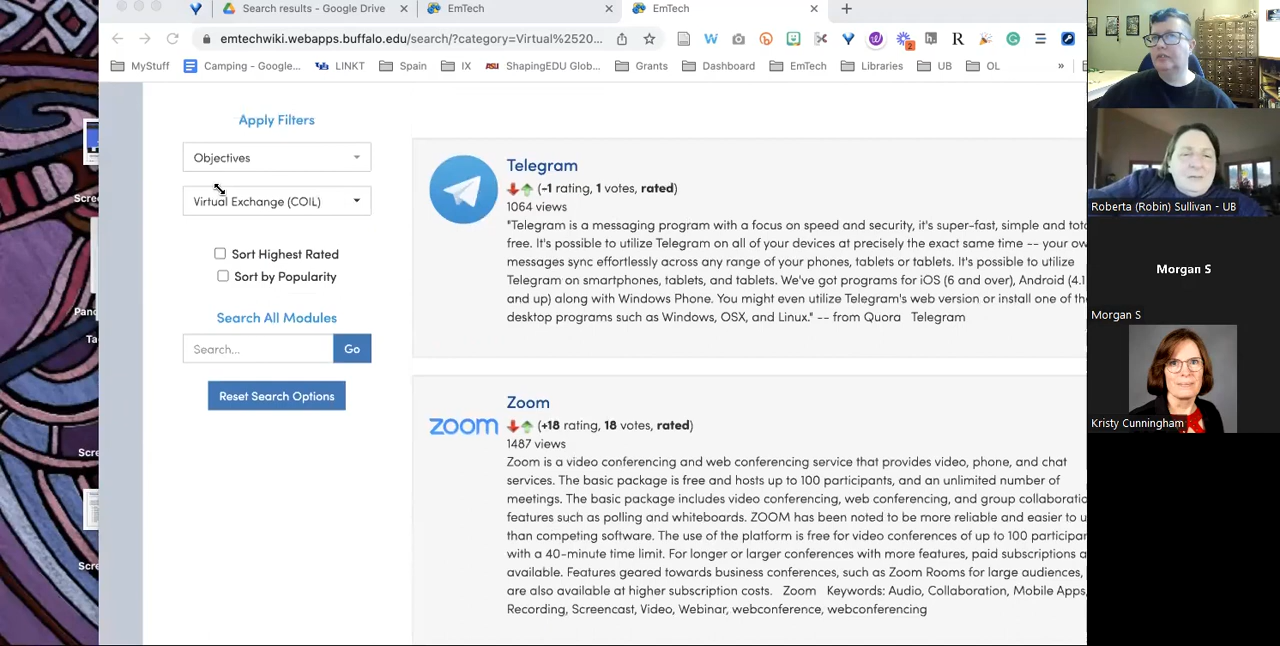 Search results - Google Drive
EmTech
EmTech
emtechwiki.webapps.buffalo.edu/search/?category=Virtual%2520...
MyStuff
Camping - Google...
LINKT
Spain
IX
ASU ShapingEDU Glob...
Grants
Dashboard
EmTech
Libraries
UB
OL
»
Apply Filters
Objectives
Virtual Exchange (COIL)
Sort Highest Rated
Sort by Popularity
Search All Modules
Search...
Go
Reset Search Options
Telegram
(-1 rating, 1 votes, rated)
1064 views
"Telegram is a messaging program with a focus on speed and security, it's super-fast, simple and
free. It's possible to utilize Telegram on all of your devices at precisely the exact same time -- your
messages sync effortlessly across any range of your phones, tablets or tablets. It's possible to utilize
Telegram on smartphones, tablets, and tablets. We've got programs for iOS (6 and over), Android (4.1
and up) along with Windows Phone. You might even utilize Telegram's web version or install one of the
desktop programs such as Windows, OSX, and Linux." -- from Quora Telegram
zoom
Zoom
(+18 rating, 18 votes, rated)
1487 views
Zoom is a video conferencing and web conferencing service that provides video, phone, and chat
services. The basic package is free and hosts up to 100 participants, and an unlimited number of
meetings. The basic package includes video conferencing, web conferencing, and group
features such as polling and whiteboards. ZOOM has been noted to be more reliable and easier to
than competing software. The use of the platform is free for video conferences of up to 100
with a 40-minute time limit. For longer or larger conferences with more features, paid subscriptions
available. Features geared towards business conferences, such as Zoom Rooms for large audiences,
are also available at higher subscription costs. Zoom Keywords: Audio, Collaboration, Mobile Apps,
Recording, Screencast, Video, Webinar, webconference, webconferencing
Roberta (Robin) Sullivan - UB
Morgan S
Morgan S
Kristy Cunningham